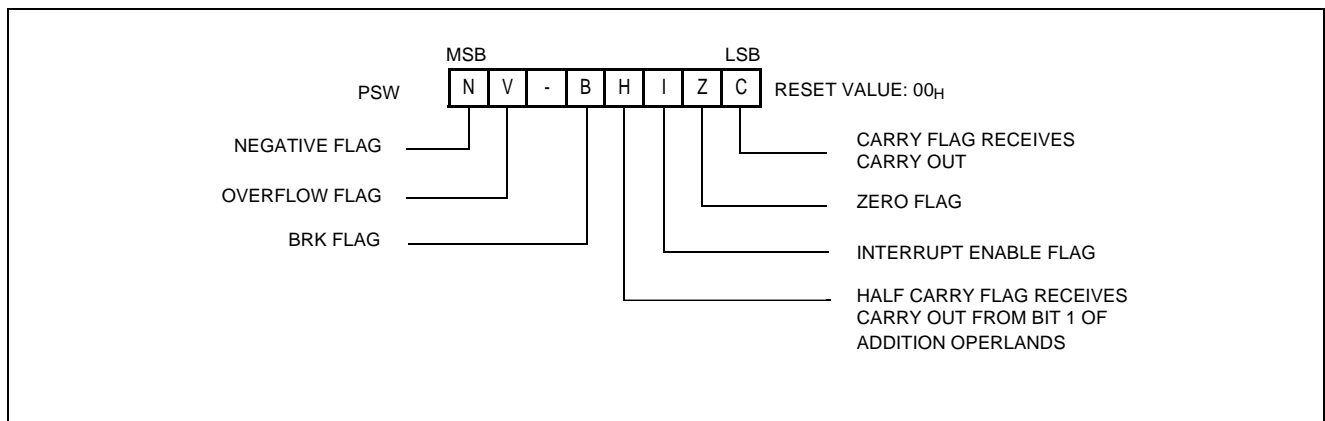 MSB LSB
PSW N V - B H I Z C RESET VALUE: 00H
NEGATIVE FLAG
OVERFLOW FLAG
BRK FLAG
CARRY FLAG RECEIVES
CARRY OUT
ZERO FLAG
INTERRUPT ENABLE FLAG
HALF CARRY FLAG RECEIVES
CARRY OUT FROM BIT 1 OF
ADDITION OPERLANDS